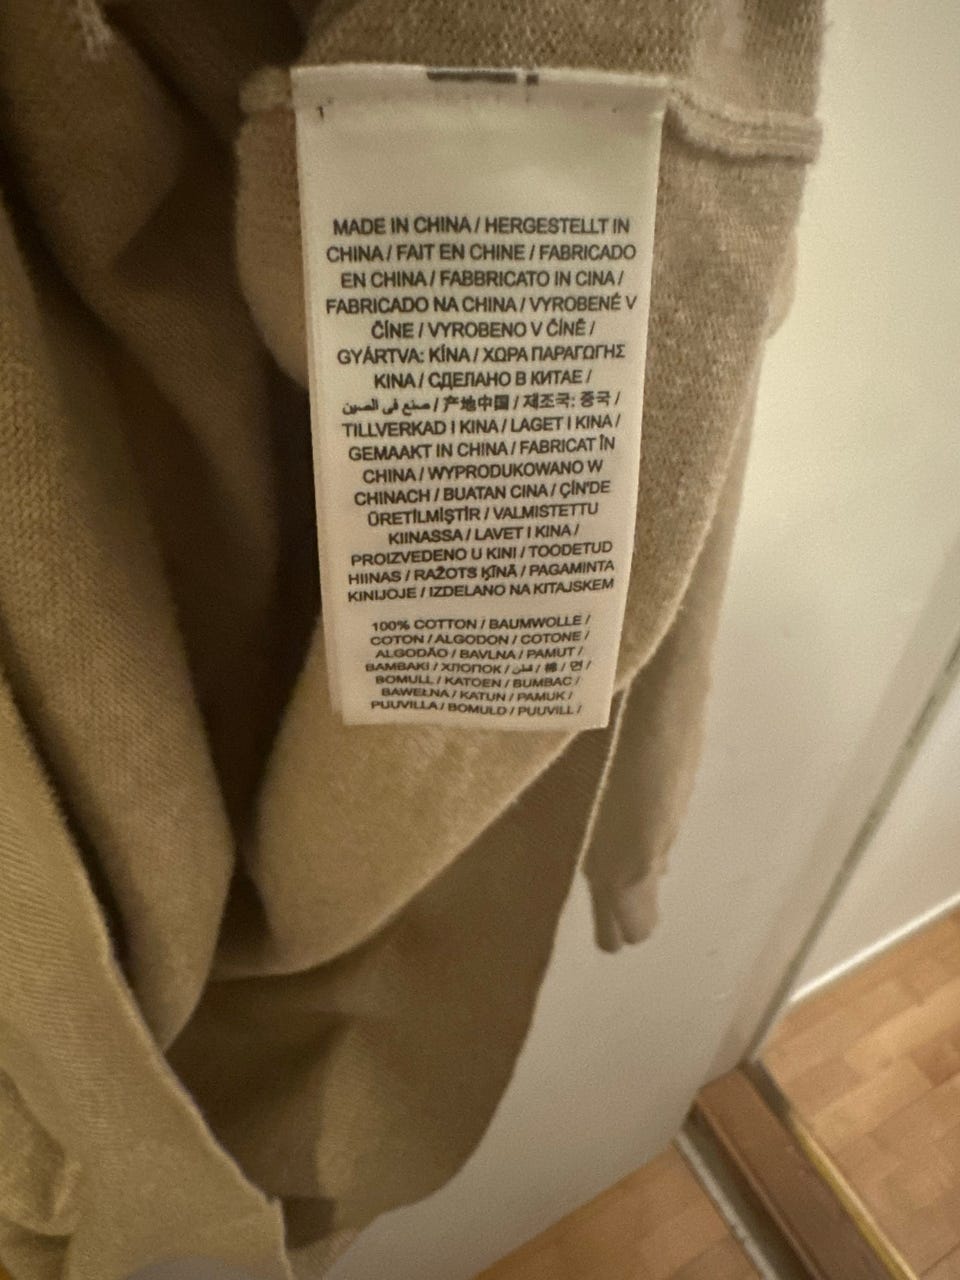 MADE IN CHINA / HERGESTELLT IN
CHINA / FAIT EN CHINE / FABRICADO
EN CHINA / FABBRICATO IN CINA /
FABRICADO NA CHINA / VYROBENÉ V
ČÍNE / VYROBENO V ČÍNĚ /
GYÁRTVA: KÍNA / ΧΩΡΑ ΠΑΡΑΓΩΓΗΣ
ΚΙΝΑ / СДЕЛАНО В КИТАЕ /
صنع في الصين / 产地中国 / 제조국: 중국 /
TILLVERKAD I KINA / LAGET I KINA /
GEMAAKT IN CHINA / FABRICAT ÎN
CHINA / WYPRODUKOWANO W
CHINACH / BUATAN CINA / ÇİN'DE
ÜRETİLMİŞTİR / VALMISTETTU
KIINASSA / LAVET I KINA /
PROIZVEDENO U KINI / TOODETUD
HIINAS / RAŽOTS ĶĪNĀ / PAGAMINTA
KINIJOJE / IZDELANO NA KITAJSKEM
100% COTTON / BAUMWOLLE /
COTON / ALGODON / COTONE /
ALGODÃO / BAVLNA / PAMUT /
ΒΑΜΒΑΚΙ / ХЛОПОК / قطن / 棉 / 면 /
BOMULL / KATOEN / BUMBAC /
BAWEŁNA / KATUN / PAMUK /
PUUVILLA / BOMULD / PUUVILL /